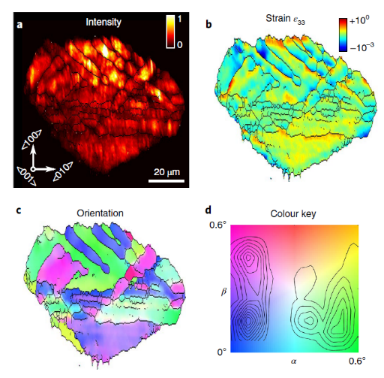 a Intensity
1
0
⟨100⟩
⟨001⟩
⟨010⟩
20 μm
b Strain ε33
+10⁰
−10⁻³
c Orientation
d Colour key
0.6°
β
0°
α
0.6°